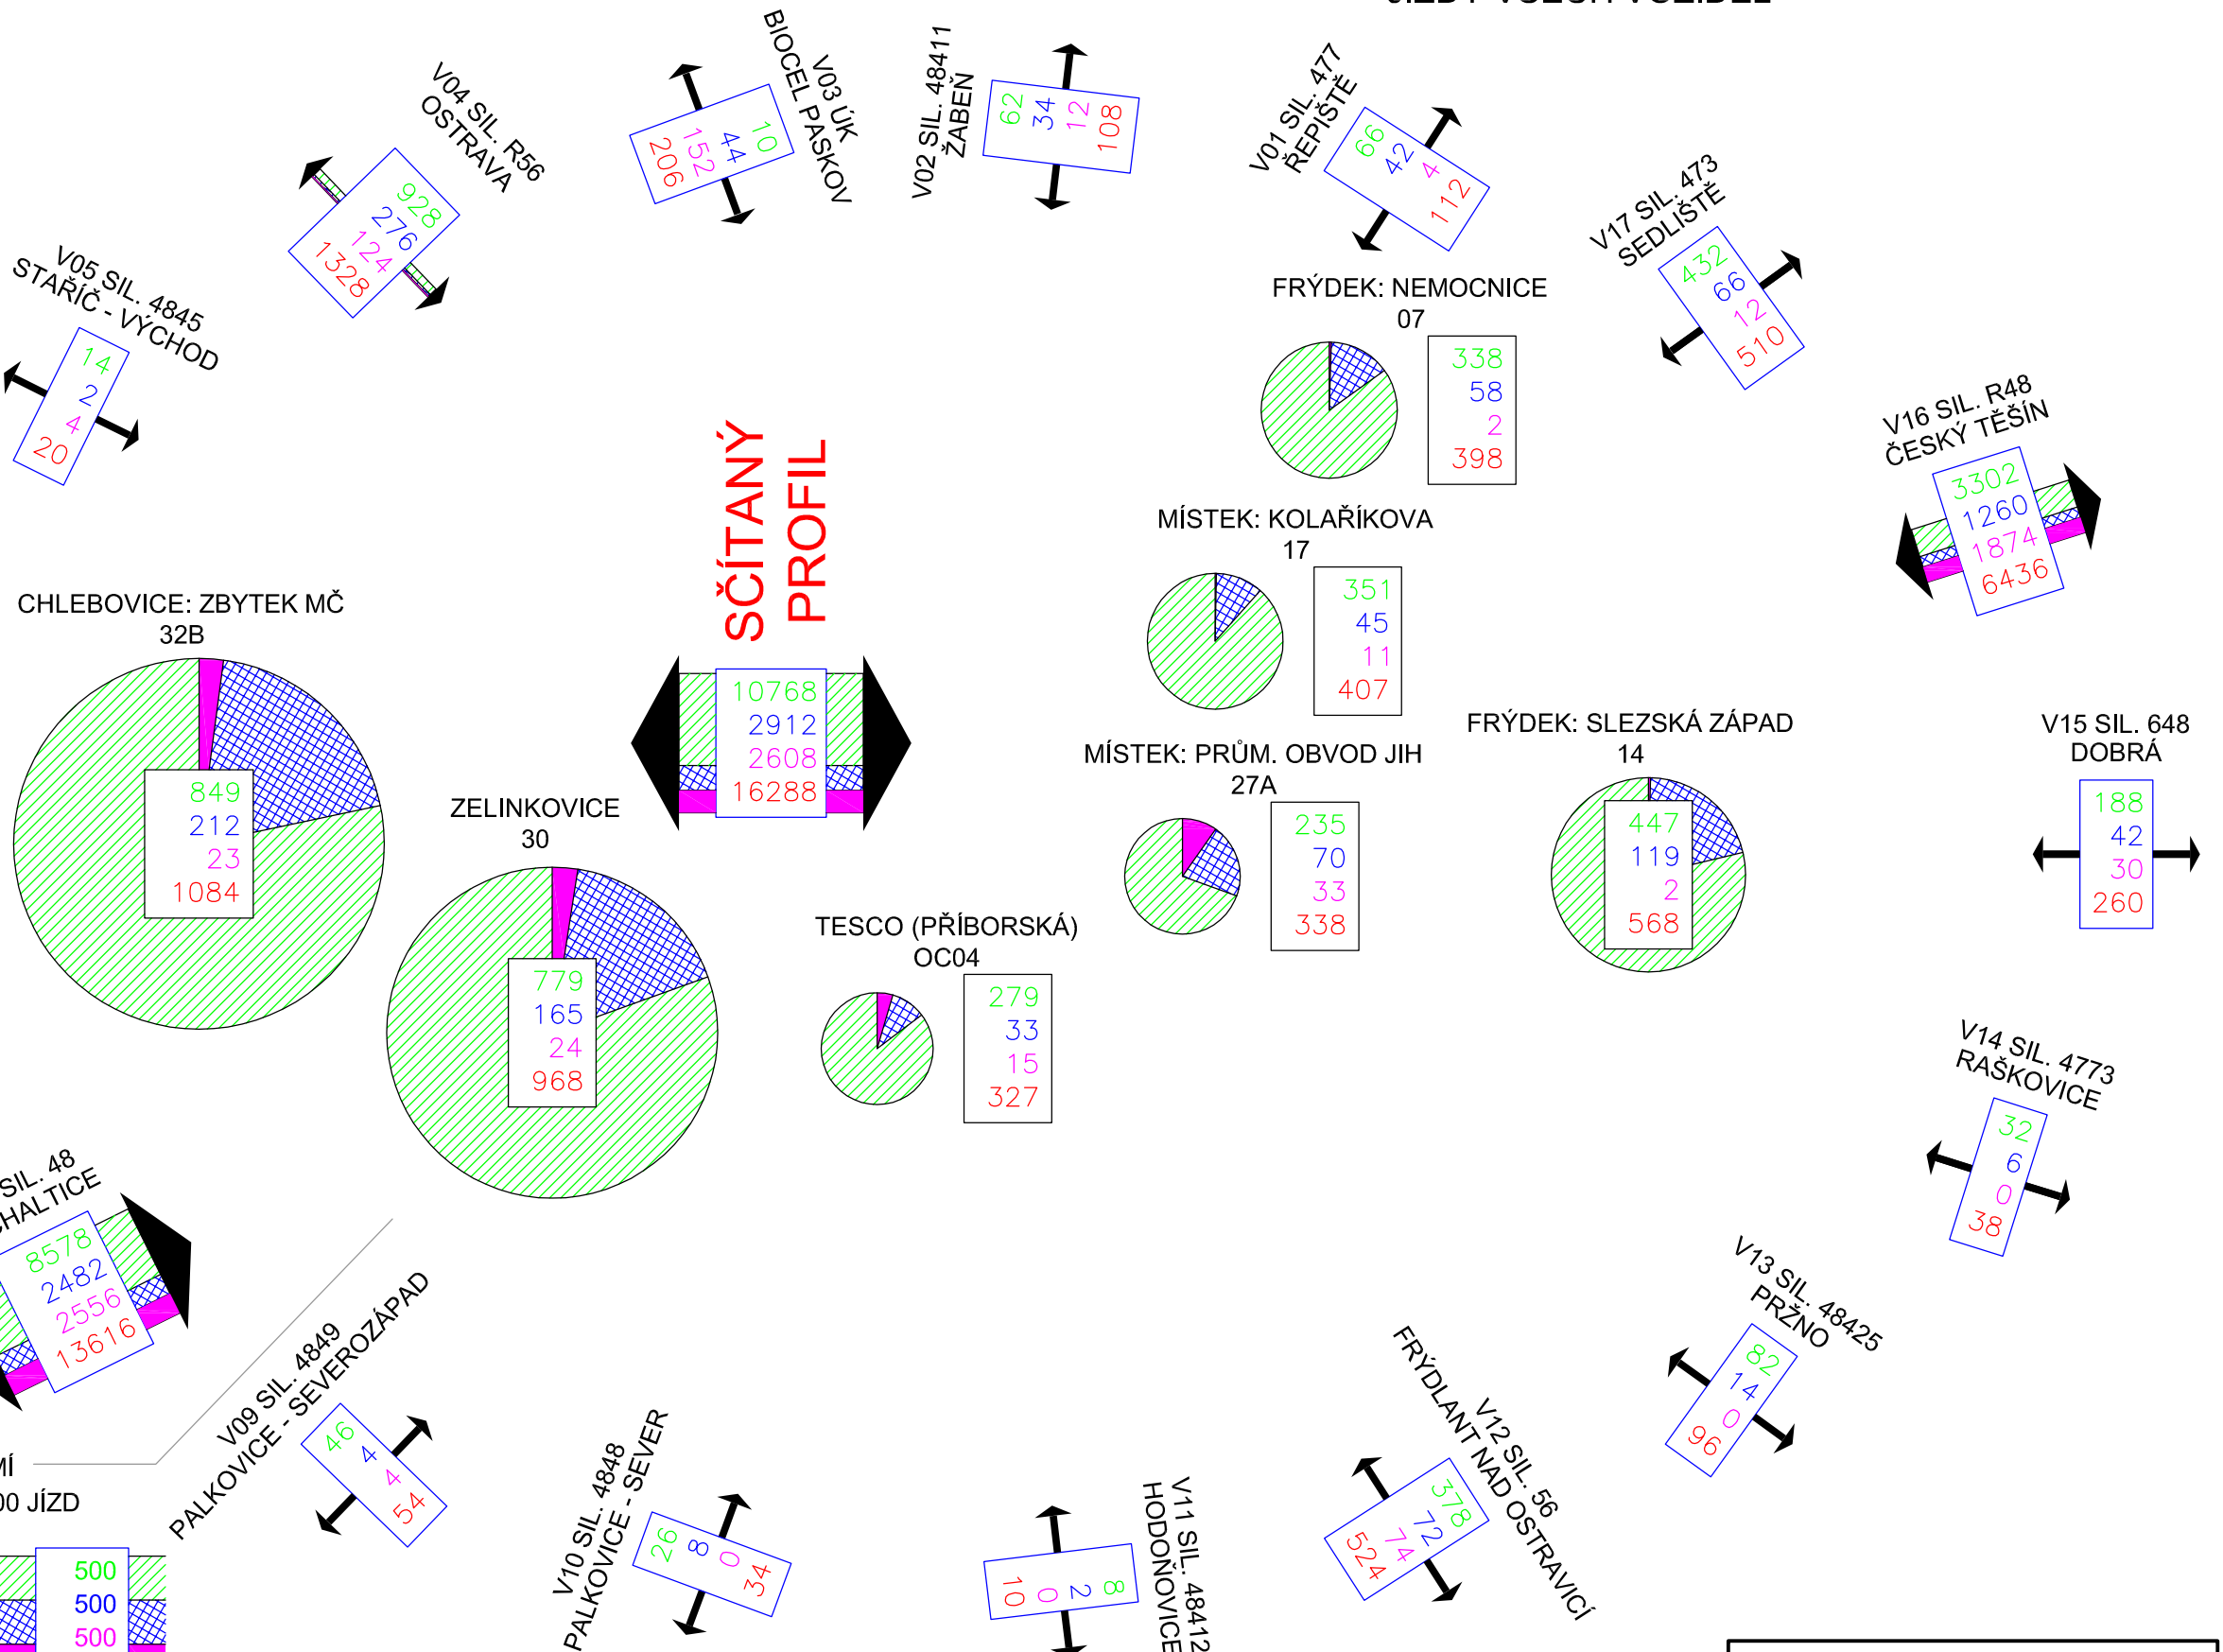 V04 SIL. R56
OSTRAVA
928
276
124
1328
V03 ÚK
BIOCEL PASKOV
10
44
152
206
V02 SIL. 48411
ŽABEŇ
62
34
12
108
V01 SIL. 477
ŘEPIŠTĚ
66
42
4
112
V17 SIL. 473
SEDLIŠTĚ
432
66
12
510
V05 SIL. 4845
STAŘÍČ - VÝCHOD
14
2
4
20
FRÝDEK: NEMOCNICE
07
338
58
2
398
V16 SIL. R48
ČESKÝ TĚŠÍN
3302
1260
1874
6436
SČÍTANÝ
PROFIL
10768
2912
2608
16288
MÍSTEK: KOLAŘÍKOVA
17
351
45
11
407
CHLEBOVICE: ZBYTEK MČ
32B
849
212
23
1084
ZELINKOVICE
30
779
165
24
968
MÍSTEK: PRŮM. OBVOD JIH
27A
235
70
33
338
FRÝDEK: SLEZSKÁ ZÁPAD
14
447
119
2
568
V15 SIL. 648
DOBRÁ
188
42
30
260
TESCO (PŘÍBORSKÁ)
OC04
279
33
15
327
V14 SIL. 4773
RAŠKOVICE
32
6
0
38
SIL. 48
CHALTICE
8578
2482
2556
13616
V13 SIL. 48425
PRŽNO
82
14
0
96
V09 SIL. 4849
PALKOVICE - SEVEROZÁPAD
46
4
4
54
V10 SIL. 4848
PALKOVICE - SEVER
26
8
0
34
V11 SIL. 48412
HODOŇOVICE
8
2
0
10
V12 SIL. 56
FRÝDLANT NAD OSTRAVICÍ
378
72
74
524
MÍ
00 JÍZD
500
500
500